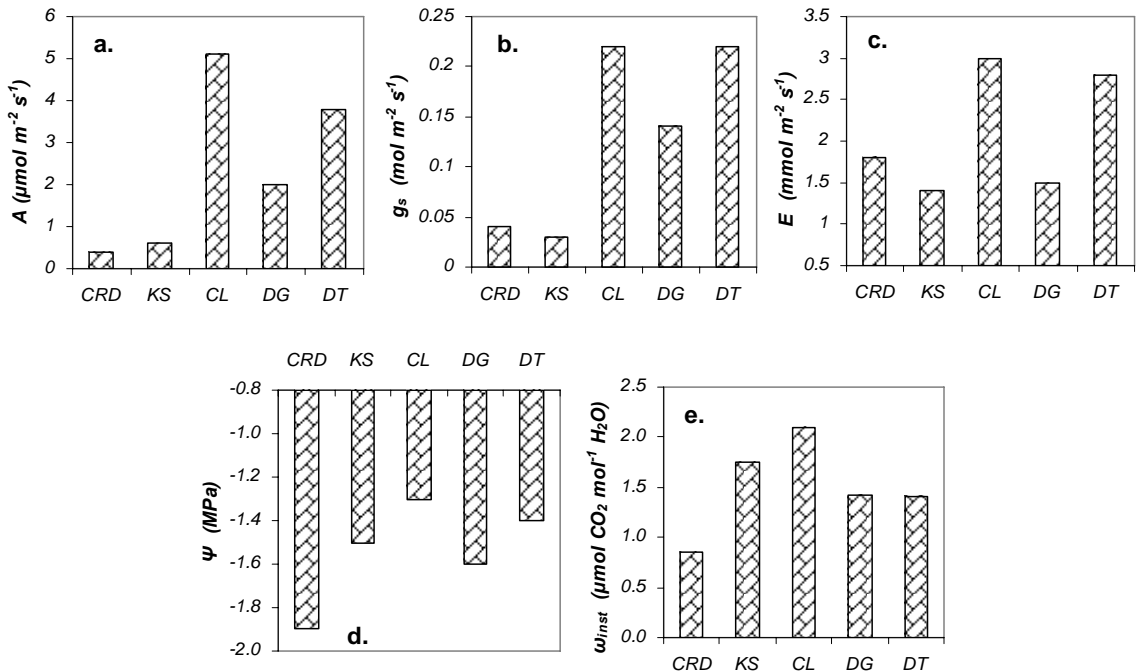 a.
A (µmol m⁻² s⁻¹)
6
5
4
3
2
1
0
CRD KS CL DG DT
b.
gₛ (mol m⁻² s⁻¹)
0.25
0.2
0.15
0.1
0.05
0
CRD KS CL DG DT
c.
E (mmol m⁻² s⁻¹)
3.5
3
2.5
2
1.5
1
0.5
CRD KS CL DG DT
CRD KS CL DG DT
Ψ (MPa)
-0.8
-1.0
-1.2
-1.4
-1.6
-1.8
-2.0
d.
e.
ωinst (µmol CO₂ mol⁻¹ H₂O)
2.5
2.0
1.5
1.0
0.5
0.0
CRD KS CL DG DT